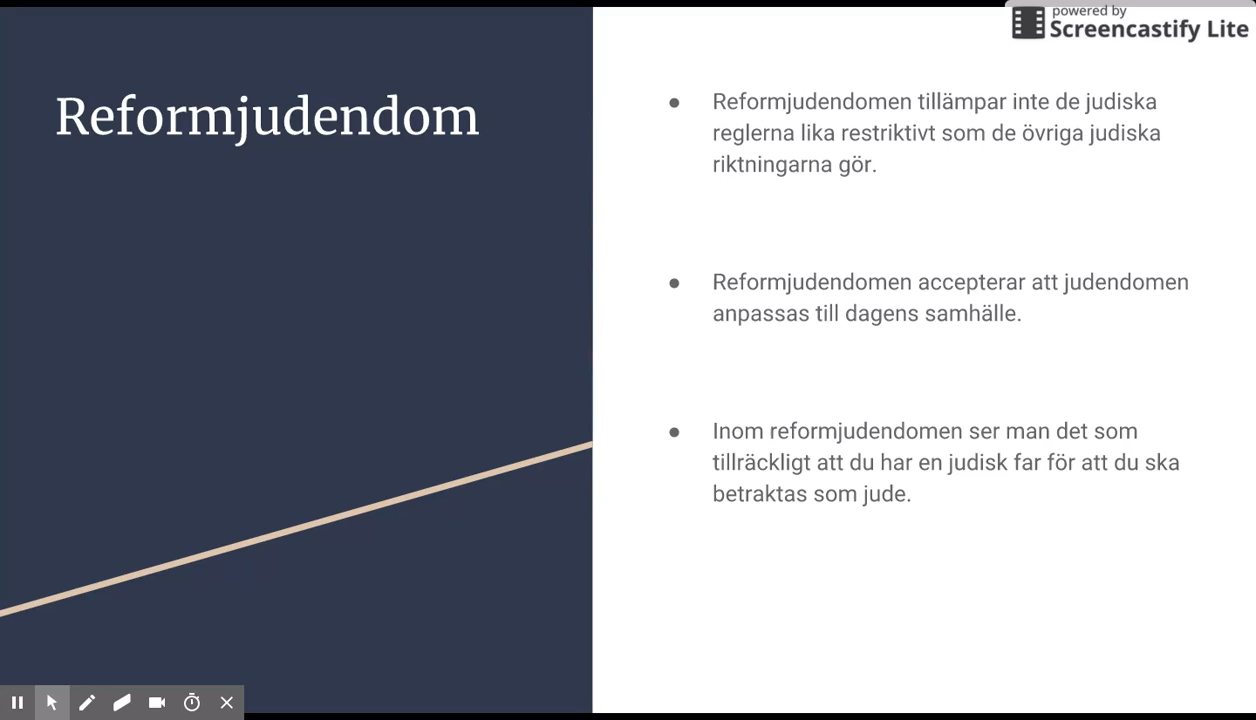 powered by
Screencastify Lite
Reformjudendom
● Reformjudendomen tillämpar inte de judiska
reglerna lika restriktivt som de övriga judiska
riktningarna gör.
● Reformjudendomen accepterar att judendomen
anpassas till dagens samhälle.
● Inom reformjudendomen ser man det som
tillräckligt att du har en judisk far för att du ska
betraktas som jude.